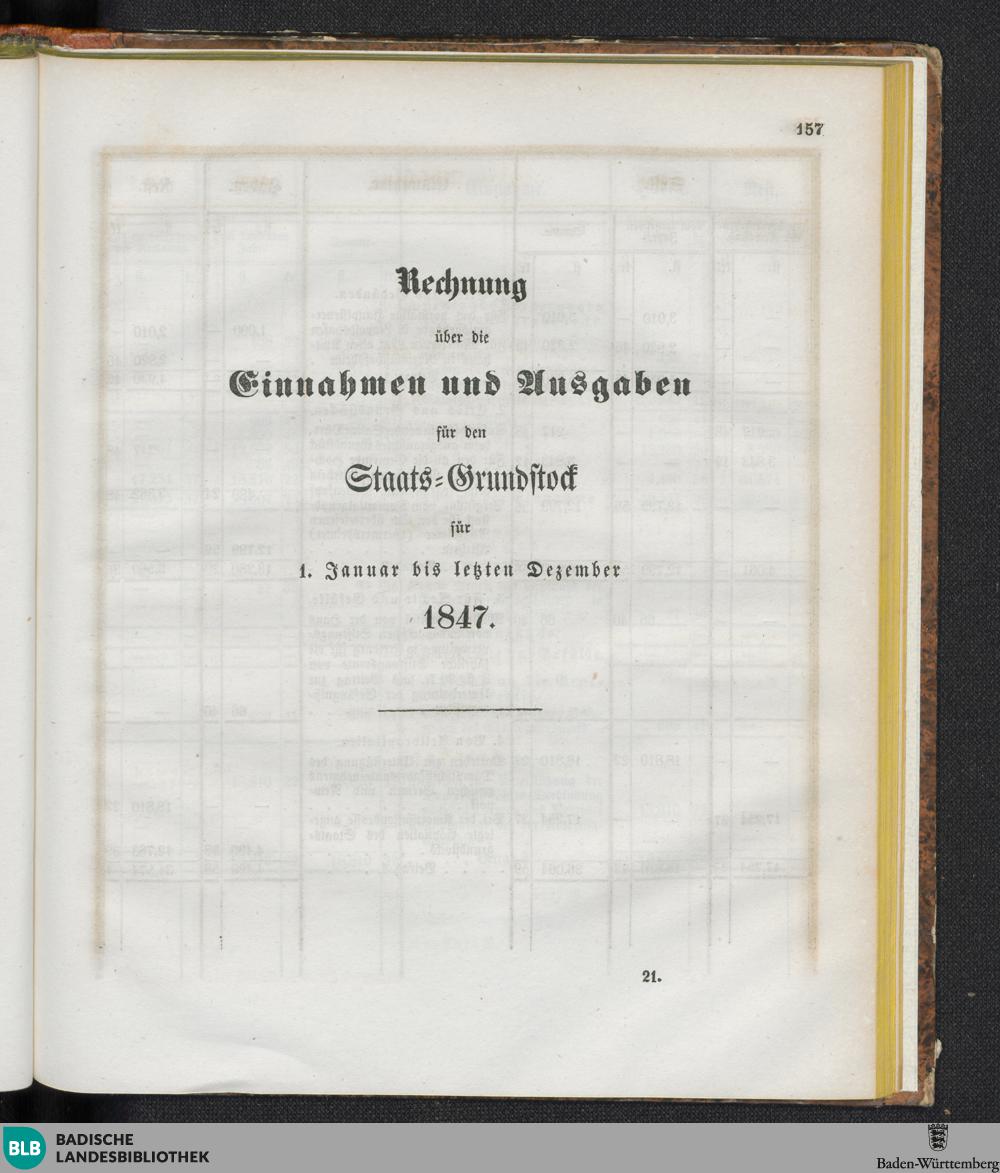 157
Rechnung
über die
Einnahmen und Ausgaben
für den
Staats-Grundstock
für
1. Januar bis letzten Dezember
1847.
21.
BLB
BADISCHE
LANDESBIBLIOTHEK
Baden-Württemberg